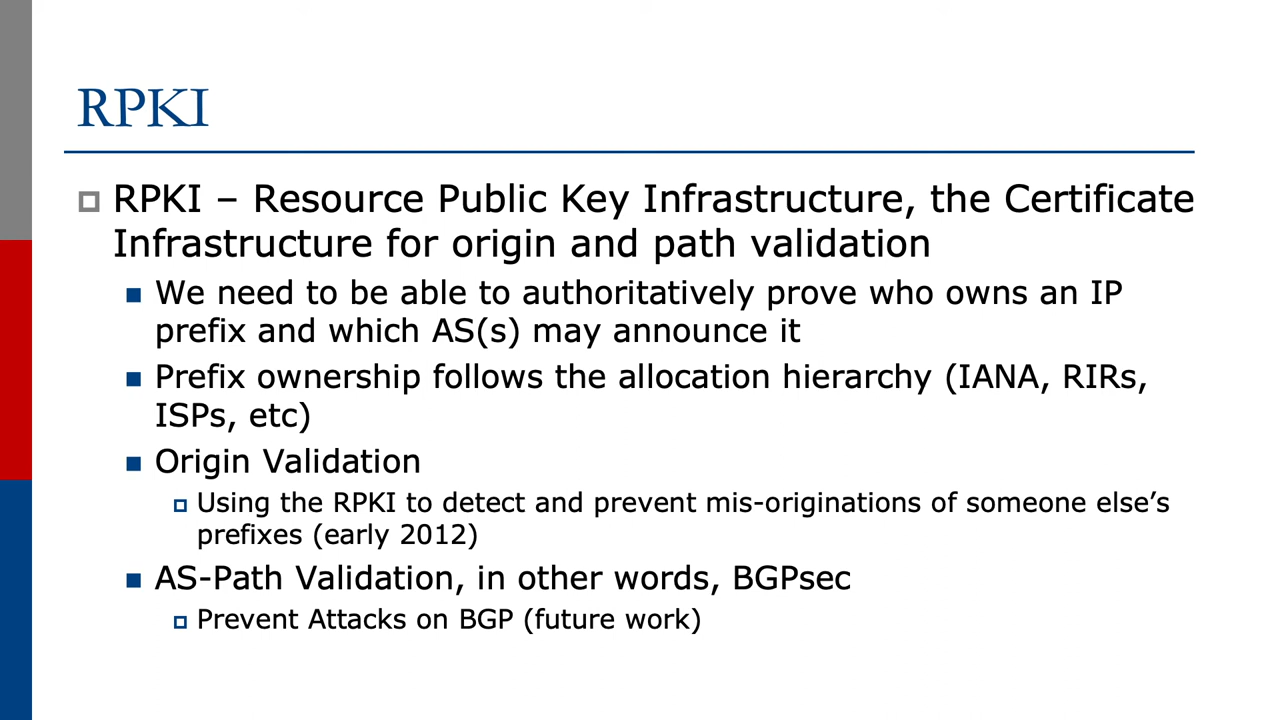 RPKI
RPKI – Resource Public Key Infrastructure, the Certificate
Infrastructure for origin and path validation
We need to be able to authoritatively prove who owns an IP
prefix and which AS(s) may announce it
Prefix ownership follows the allocation hierarchy (IANA, RIRs,
ISPs, etc)
Origin Validation
Using the RPKI to detect and prevent mis-originations of someone else’s
prefixes (early 2012)
AS-Path Validation, in other words, BGPsec
Prevent Attacks on BGP (future work)